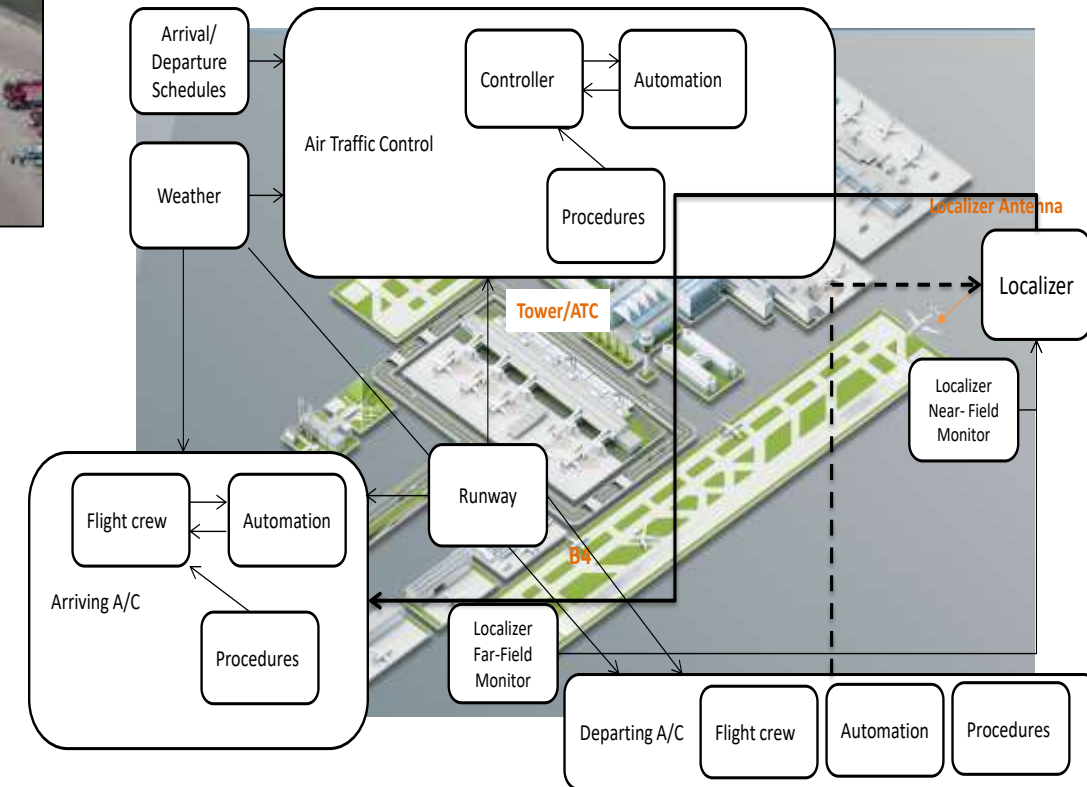 Arrival/
Departure
Schedules
Controller
Automation
Air Traffic Control
Weather
Procedures
Localizer Antenna
Localizer
Tower/ATC
Localizer
Near- Field
Monitor
Flight crew
Automation
Runway
B4
Arriving A/C
Procedures
Localizer
Far-Field
Monitor
Departing A/C
Flight crew
Automation
Procedures